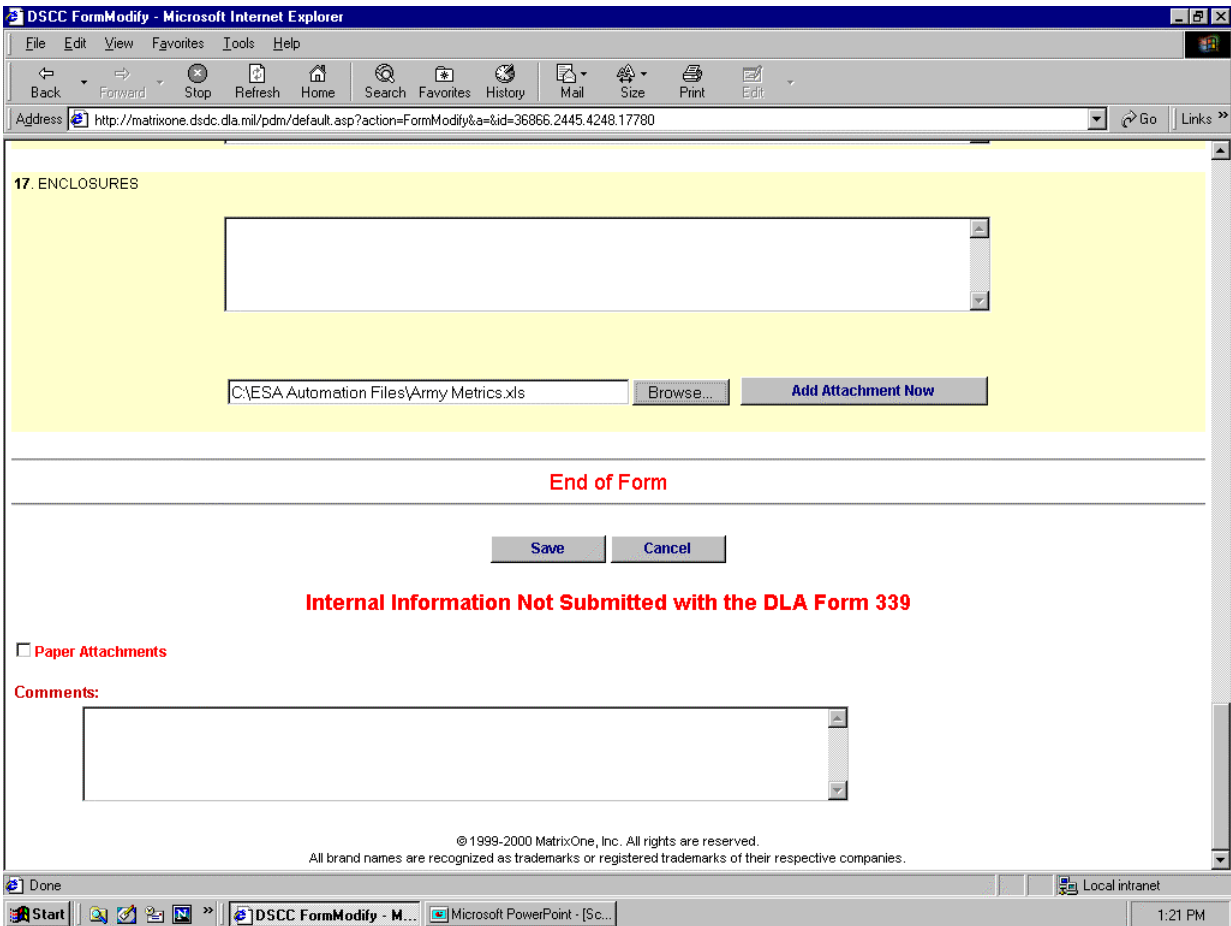 DSCC FormModify - Microsoft Internet Explorer
File Edit View Favorites Tools Help
Back Forward Stop Refresh Home Search Favorites History Mail Size Print Edit
Address http://matrixone.dsdc.dla.mil/pdm/default.asp?action=FormModify&a=&id=36866.2445.4248.17780 Go Links »
17. ENCLOSURES
C:\ESA Automation Files\Army Metrics.xls Browse... Add Attachment Now
End of Form
Save Cancel
Internal Information Not Submitted with the DLA Form 339
Paper Attachments
Comments:
© 1999-2000 MatrixOne, Inc. All rights are reserved.
All brand names are recognized as trademarks or registered trademarks of their respective companies.
Done Local intranet
Start » DSCC FormModify - M... Microsoft PowerPoint - [Sc... 1:21 PM